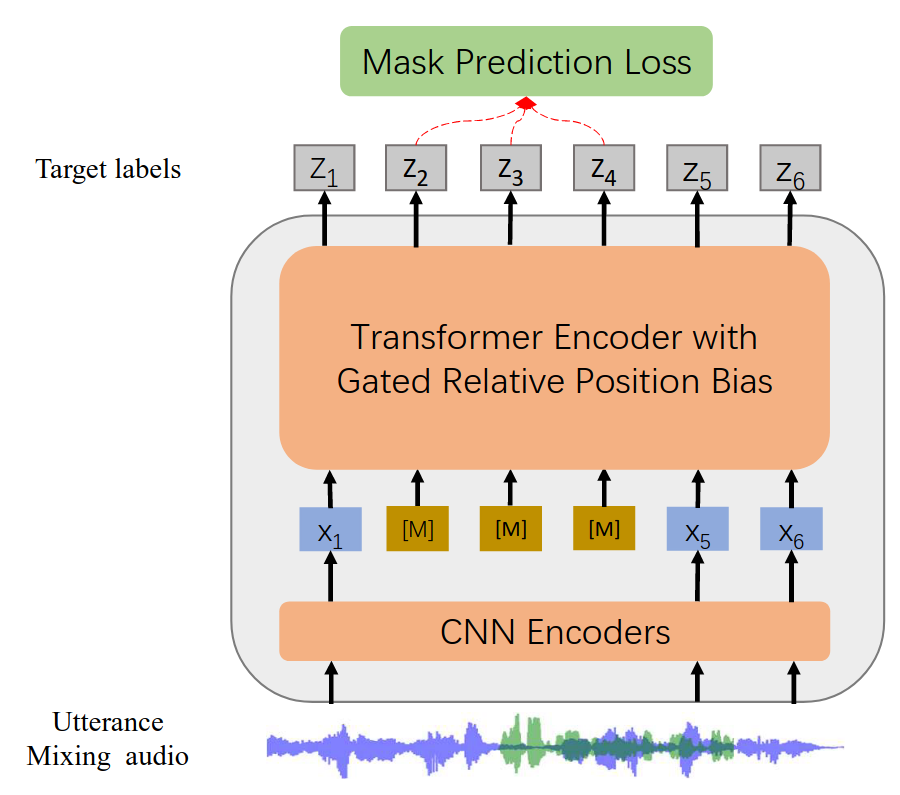 Mask Prediction Loss
Target labels
Z1 Z2 Z3 Z4 Z5 Z6
Transformer Encoder with
Gated Relative Position Bias
X1 [M] [M] [M] X5 X6
CNN Encoders
Utterance
Mixing audio